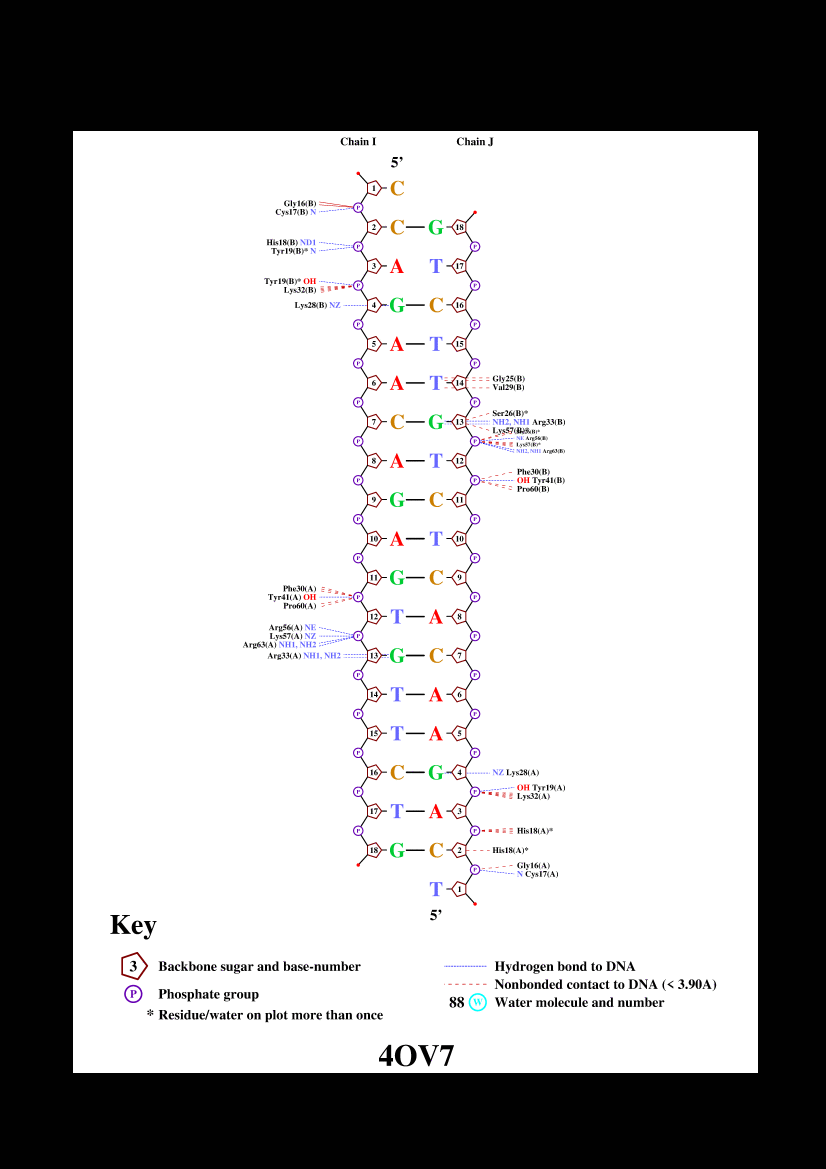 Chain I Chain J
5'
1 C
Gly16(B)
P
Cys17(B) N
2 C G 18
His18(B) ND1
P P
Tyr19(B)* N
3 A T 17
Tyr19(B)* OH
P P
Lys32(B)
Lys28(B) NZ 4 G C 16
P P
5 A T 15
P P
Gly25(B)
6 A T 14
Val29(B)
P P
Ser26(B)*
7 C G 13 NH2, NH1 Arg33(B)
Lys57(B)*
NE Arg56(B)
P P
Lys57(B)*
NH2, NH1 Arg63(B)
8 A T 12
Phe30(B)
P P OH Tyr41(B)
Pro60(B)
9 G C 11
P P
10 A T 10
P P
11 G C 9
Phe30(A)
Tyr41(A) OH P P
Pro60(A)
12 T A 8
Arg56(A) NE
Lys57(A) NZ P P
Arg63(A) NH1, NH2
Arg33(A) NH1, NH2 13 G C 7
P P
14 T A 6
P P
15 T A 5
P P
16 C G 4 NZ Lys28(A)
OH Tyr19(A)
P P
Lys32(A)
17 T A 3
P P His18(A)*
18 G C 2 His18(A)*
Gly16(A)
P
N Cys17(A)
T 1
5'
Key
3 Backbone sugar and base-number
P Phosphate group
* Residue/water on plot more than once
Hydrogen bond to DNA
Nonbonded contact to DNA (< 3.90A)
88 W Water molecule and number
4OV7